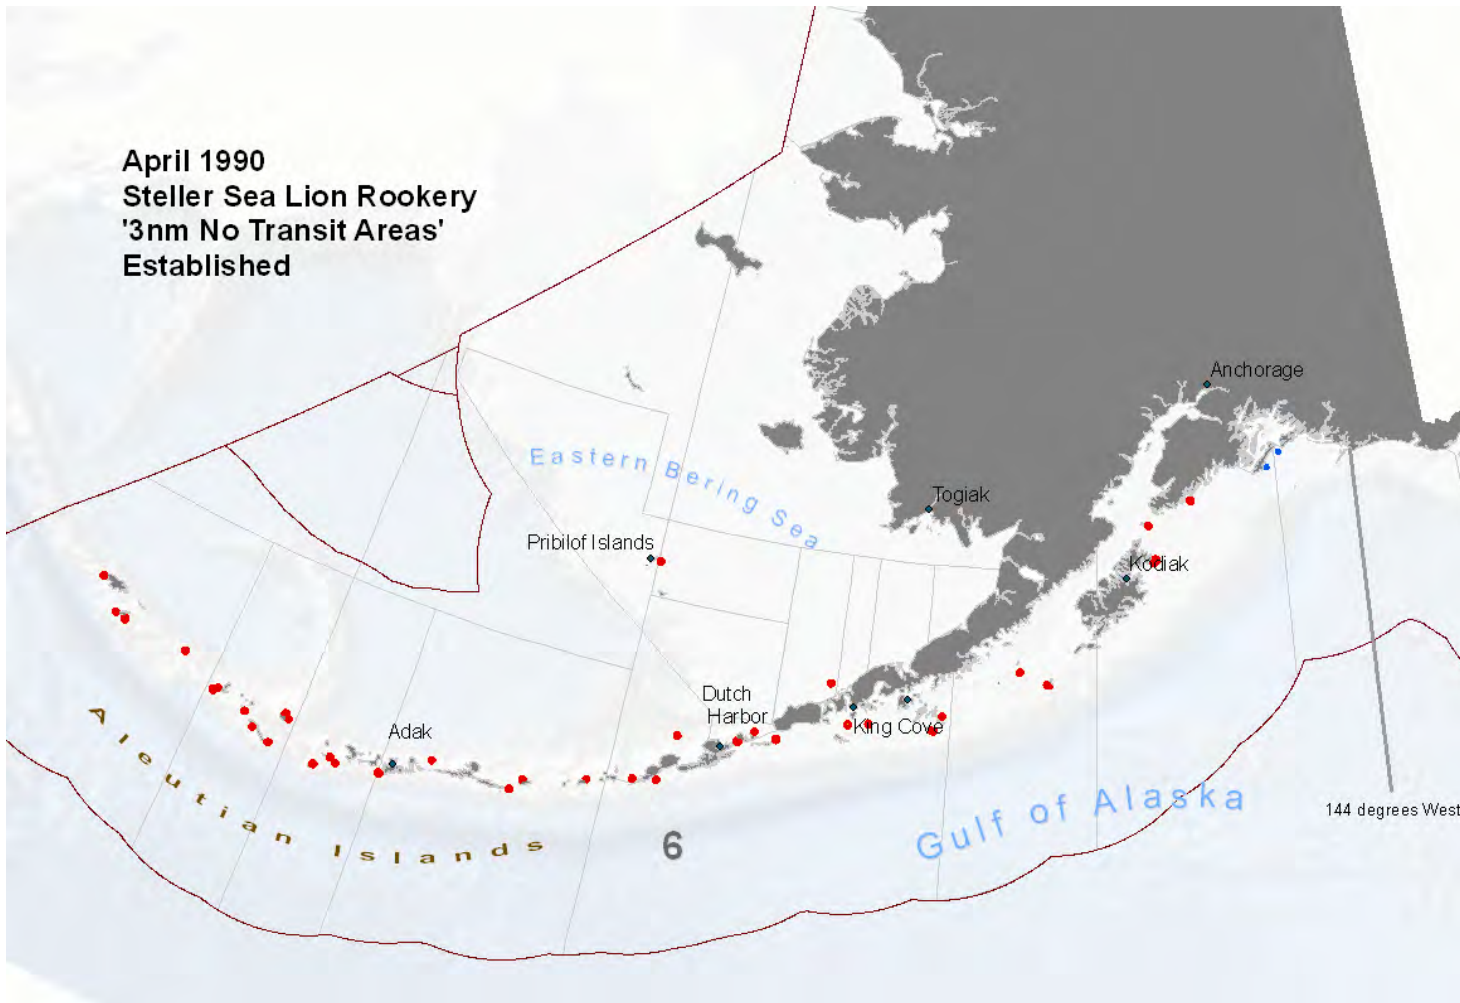 April 1990
Steller Sea Lion Rookery
'3nm No Transit Areas'
Established
Anchorage
Eastern Bering Sea
Togiak
Pribilof Islands
Kodiak
Dutch
Harbor
King Cove
Adak
Aleutian Islands
Gulf of Alaska
144 degrees West
6